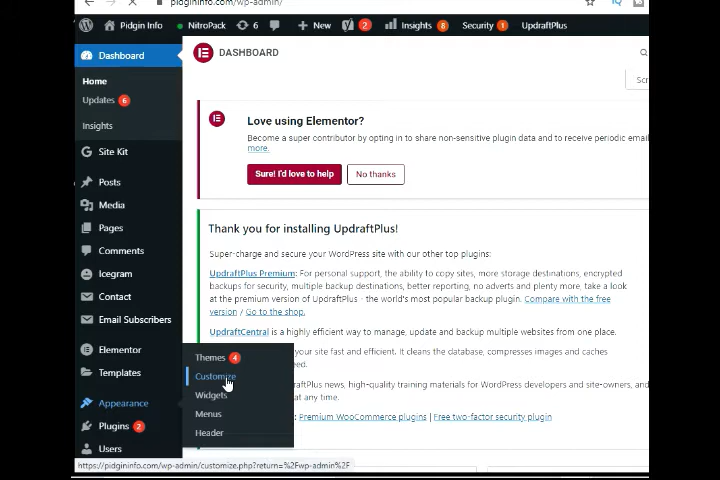 pidgininfo.com/wp-admin/
Pidgin Info NitroPack 6 New 2 Insights 8 Security 1 UpdraftPlus
Dashboard
Home
Updates 6
Insights
Site Kit
Posts
Media
Pages
Comments
Icegram
Contact
Email Subscribers
Elementor
Templates
Appearance
Plugins 2
Users
Themes 4
Customize
Widgets
Menus
Header
DASHBOARD
Scr
Love using Elementor?
Become a super contributor by opting in to share non-sensitive plugin data and to receive periodic email
more.
Sure! I'd love to help No thanks
Thank you for installing UpdraftPlus!
Super-charge and secure your WordPress site with our other top plugins:
UpdraftPlus Premium: For personal support, the ability to copy sites, more storage destinations, encrypted
backups for security, multiple backup destinations, better reporting, no adverts and plenty more, take a look
at the premium version of UpdraftPlus - the world's most popular backup plugin. Compare with the free
version / Go to the shop.
UpdraftCentral is a highly efficient way to manage, update and backup multiple websites from one place.
your site fast and efficient. It cleans the database, compresses images and caches
eed.
aftPlus news, high-quality training materials for WordPress developers and site-owners, and
at any time.
: Premium WooCommerce plugins | Free two-factor security plugin
https://pidgininfo.com/wp-admin/customize.php?return=%2Fwp-admin%2F